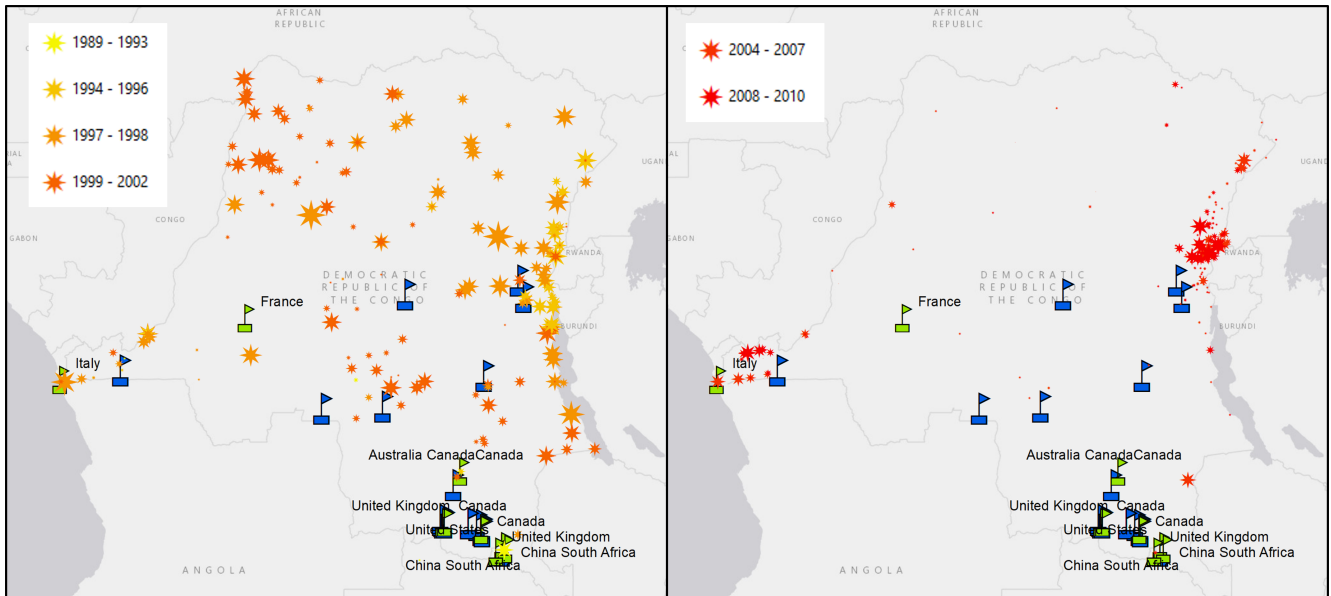 AFRICAN
REPUBLIC
1989 - 1993
1994 - 1996
1997 - 1998
1999 - 2002
IAL
A
UGAN
CONGO
GABON
RWANDA
DEMOCRATIC
REPUBLIC OF
THE CONGO
France
BURUNDI
Italy
Australia CanadaCanada
United Kingdom Canada
United States Canada
United Kingdom
China South Africa
China South Africa
ANGOLA
AFRICAN
REPUBLIC
2004 - 2007
2008 - 2010
RIAL
A
UGAND
CONGO
GABON
RWANDA
DEMOCRATIC
REPUBLIC OF
THE CONGO
France
BURUNDI
Italy
Australia CanadaCanada
United Kingdom Canada
United States Canada
United Kingdom
China South Africa
China South Africa
ANGOLA